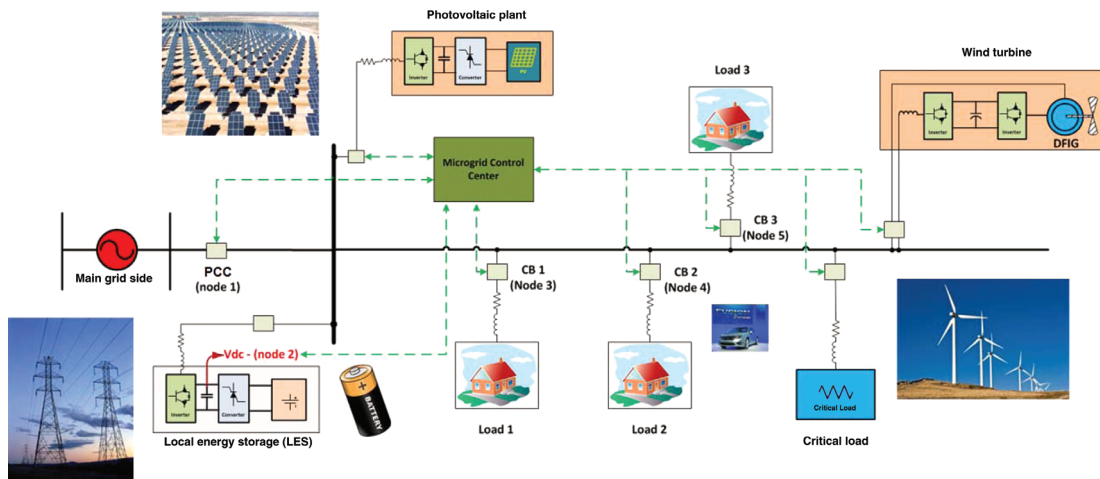 Photovoltaic plant
Inverter
Converter
PV
Wind turbine
Inverter
Inverter
DFIG
Load 3
Microgrid Control
Center
CB 3
(Node 5)
Main grid side
PCC
(node 1)
CB 1
(Node 3)
CB 2
(Node 4)
FUSION
Vdc - (node 2)
Inverter
Converter
BATTERY
Local energy storage (LES)
Load 1
Load 2
Critical Load
Critical load